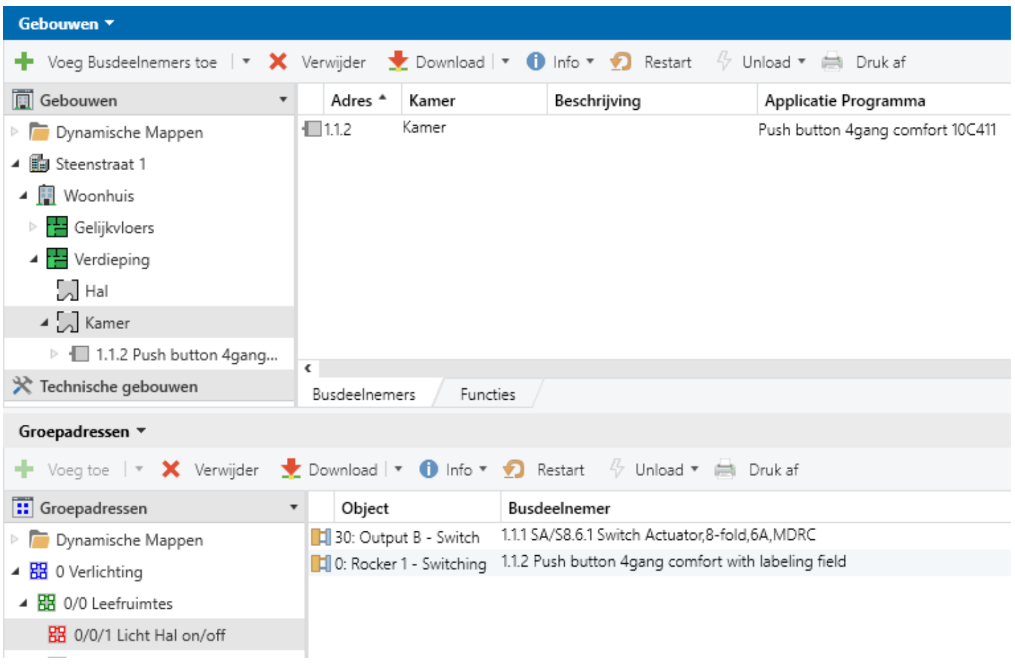 Gebouwen
Voeg Busdeelnemers toe Verwijder Download Info Restart Unload Druk af
Gebouwen
Adres Kamer Beschrijving Applicatie Programma
Dynamische Mappen
1.1.2 Kamer Push button 4gang comfort 10C411
Steenstraat 1
Woonhuis
Gelijkvloers
Verdieping
Hal
Kamer
1.1.2 Push button 4gang...
Technische gebouwen
Busdeelnemers Functies
Groepadressen
Voeg toe Verwijder Download Info Restart Unload Druk af
Groepadressen
Object Busdeelnemer
Dynamische Mappen
30: Output B - Switch 1.1.1 SA/S8.6.1 Switch Actuator,8-fold,6A,MDRC
0 Verlichting
0: Rocker 1 - Switching 1.1.2 Push button 4gang comfort with labeling field
0/0 Leefruimtes
0/0/1 Licht Hal on/off